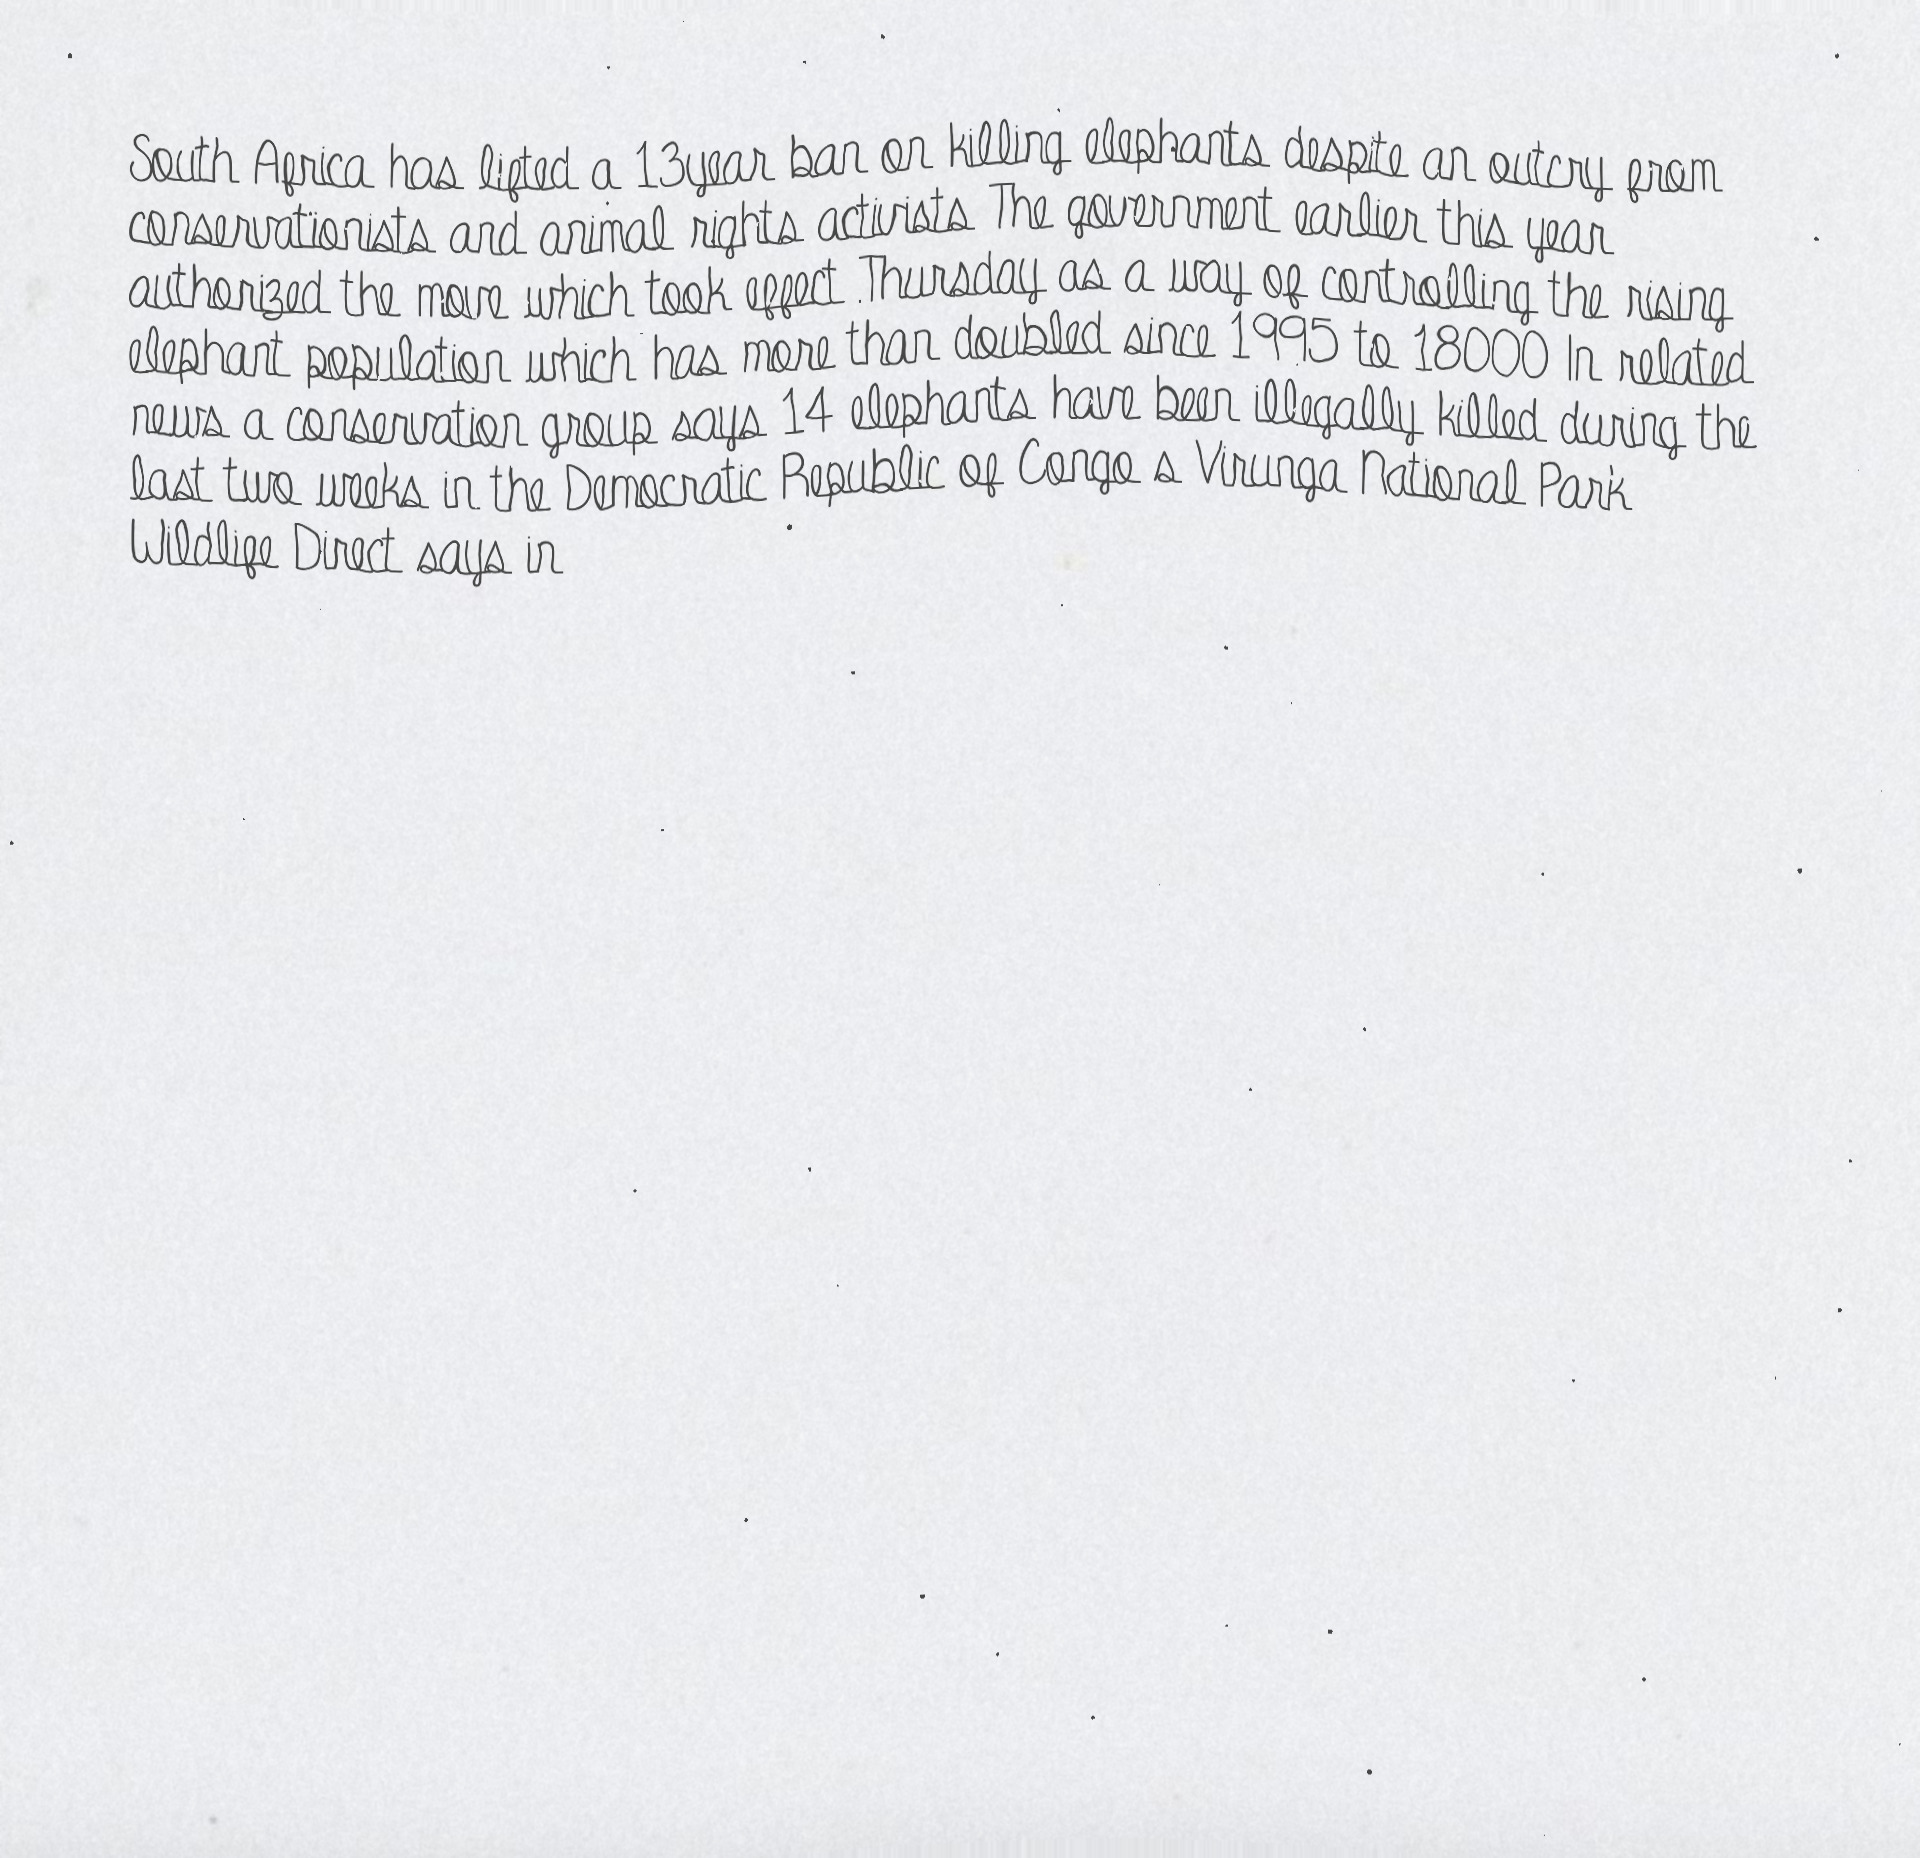 South Africa has lifted a 13year ban on killing elephants despite an outcry from
conservationists and animal rights activists The government earlier this year
authorized the move which took effect Thursday as a way of controlling the rising
elephant population which has more than doubled since 1995 to 18000 In related
news a conservation group says 14 elephants have been illegally killed during the
last two weeks in the Democratic Republic of Congo s Virunga National Park
Wildlife Direct says in